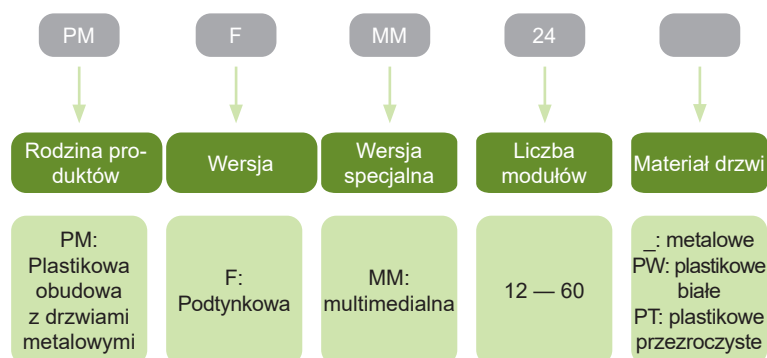 PM F MM 24
Rodzina pro-
duktów
Wersja
Wersja
specjalna
Liczba
modułów
Materiał drzwi
PM:
Plastikowa
obudowa
z drzwiami
metalowymi
F:
Podtynkowa
MM:
multimedialna
12 — 60
_: metalowe
PW: plastikowe
białe
PT: plastikowe
przezroczyste